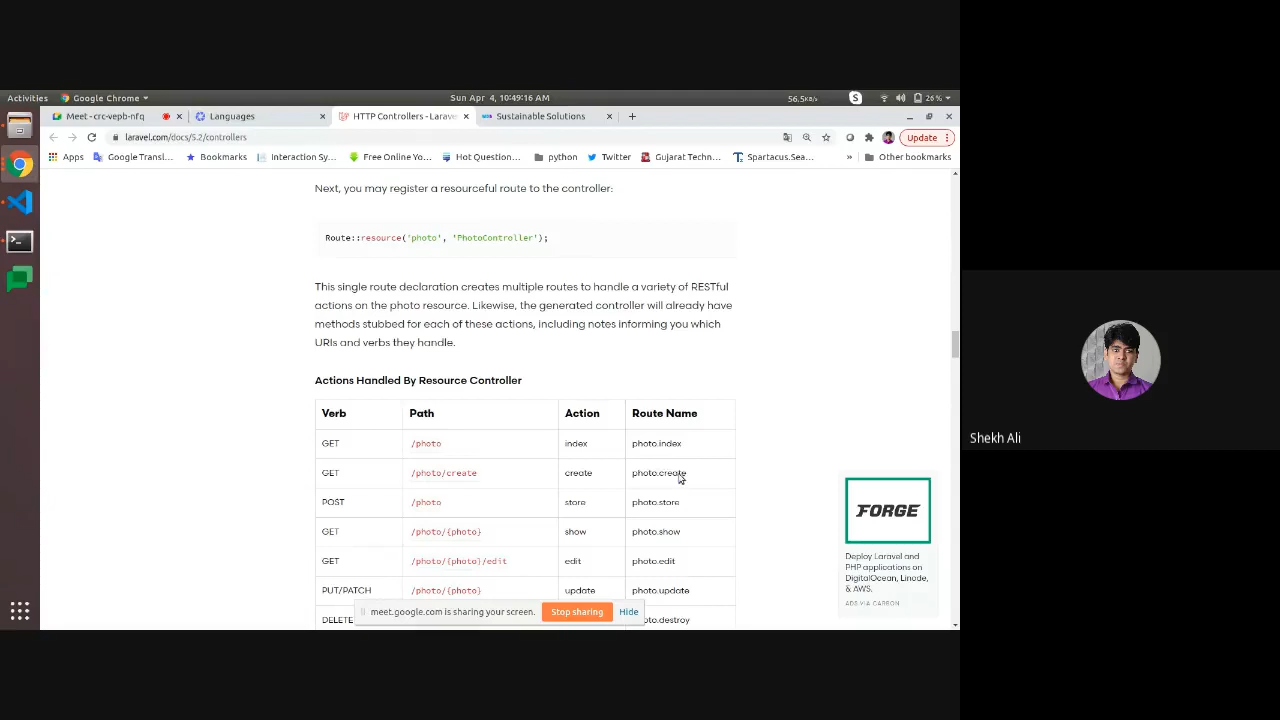 Activities
Google Chrome
Sun Apr 4, 10:49:16 AM
56.5KB/s
26%
Meet - crc-vepb-nfq
Languages
HTTP Controllers - Larave
Sustainable Solutions
laravel.com/docs/5.2/controllers
Update
Apps
Google Transl...
Bookmarks
Interaction Sy...
Free Online Yo...
Hot Question...
python
Twitter
Gujarat Techn...
Spartacus.Sea...
»
Other bookmarks
Next, you may register a resourceful route to the controller:
Route::resource('photo', 'PhotoController');
This single route declaration creates multiple routes to handle a variety of RESTful
actions on the photo resource. Likewise, the generated controller will already have
methods stubbed for each of these actions, including notes informing you which
URIs and verbs they handle.
Actions Handled By Resource Controller
Verb Path Action Route Name
GET /photo index photo.index
GET /photo/create create photo.create
POST /photo store photo.store
GET /photo/{photo} show photo.show
GET /photo/{photo}/edit edit photo.edit
PUT/PATCH /photo/{photo} update photo.update
DELETE
oto.destroy
meet.google.com is sharing your screen.
Stop sharing
Hide
FORGE
Deploy Laravel and
PHP applications on
DigitalOcean, Linode,
& AWS.
ADS VIA CARBON
Shekh Ali